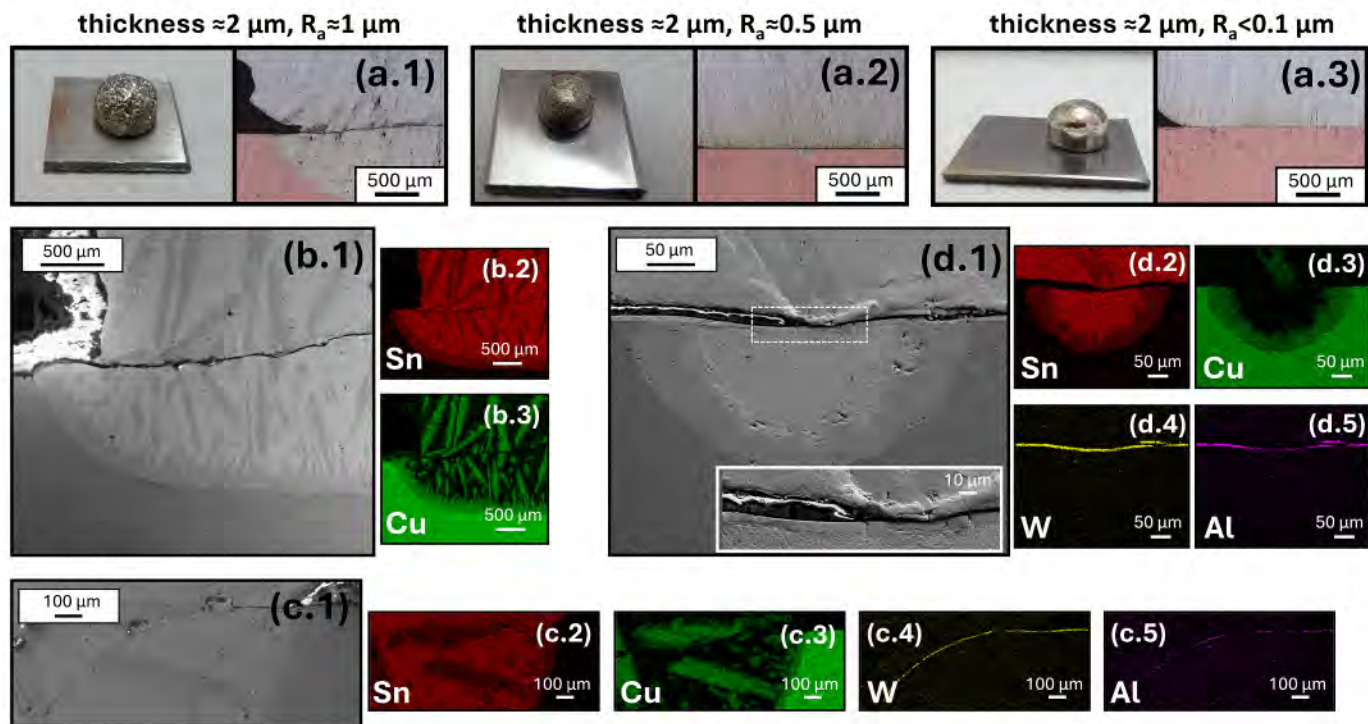 thickness ≈2 μm, Rₐ≈1 μm
thickness ≈2 μm, Rₐ≈0.5 μm
thickness ≈2 μm, Rₐ<0.1 μm
(a.1)
500 μm
(a.2)
500 μm
(a.3)
500 μm
500 μm
(b.1)
(b.2)
Sn
500 μm
(b.3)
Cu
500 μm
50 μm
(d.1)
10 μm
(d.2)
Sn
50 μm
(d.3)
Cu
50 μm
(d.4)
W
50 μm
(d.5)
Al
50 μm
100 μm
(c.1)
(c.2)
Sn
100 μm
(c.3)
Cu
100 μm
(c.4)
W
100 μm
(c.5)
Al
100 μm